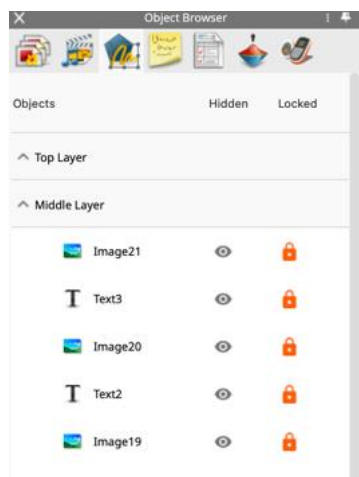 Object Browser
Objects Hidden Locked
Top Layer
Middle Layer
Image21
Text3
Image20
Text2
Image19